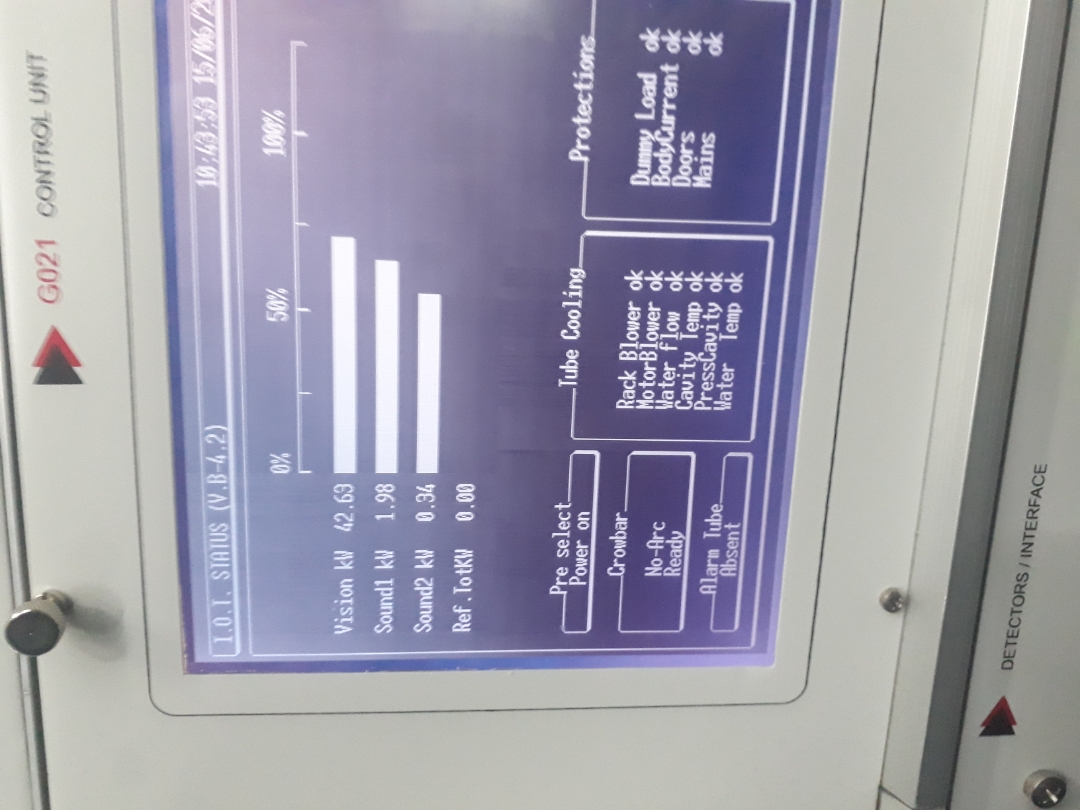 G021 CONTROL UNIT
I.O.T. STATUS (V.B-4.2) 10:43:53 15/06/2
0% 50% 100%
Vision kW 42.63
Sound1 kW 1.98
Sound2 kW 0.34
Ref.TotKW 0.00
Pre select
Power on
Crowbar
No-Arc
Ready
Alarm Tube
Absent
Tube Cooling
Rack Blower ok
MotorBlower ok
Water flow ok
Cavity Temp ok
PressCavity ok
Water Temp ok
Protections
Dummy Load ok
BodyCurrent ok
Doors ok
Mains ok
DETECTORS / INTERFACE